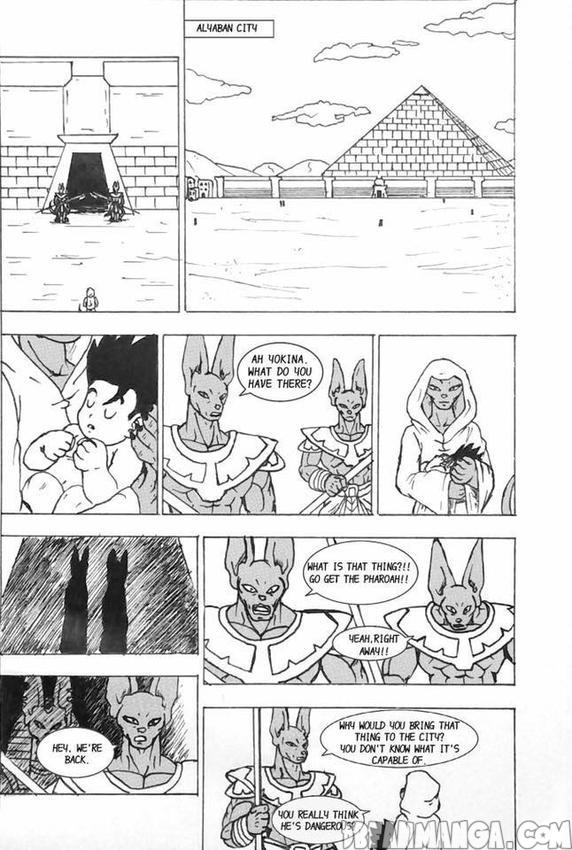 ALYABAN CITY
AH YOKINA.
WHAT DO YOU
HAVE THERE?
WHAT IS THAT THING?!!
GO GET THE PHAROAH!!
YEAH,RIGHT
AWAY!!
WHY WOULD YOU BRING THAT
THING TO THE CITY?
YOU DON'T KNOW WHAT IT'S
CAPABLE OF.
YOU REALLY THINK
HE'S DANGEROUS?
HEY, WE'RE
BACK.
DBFANMANGA.COM